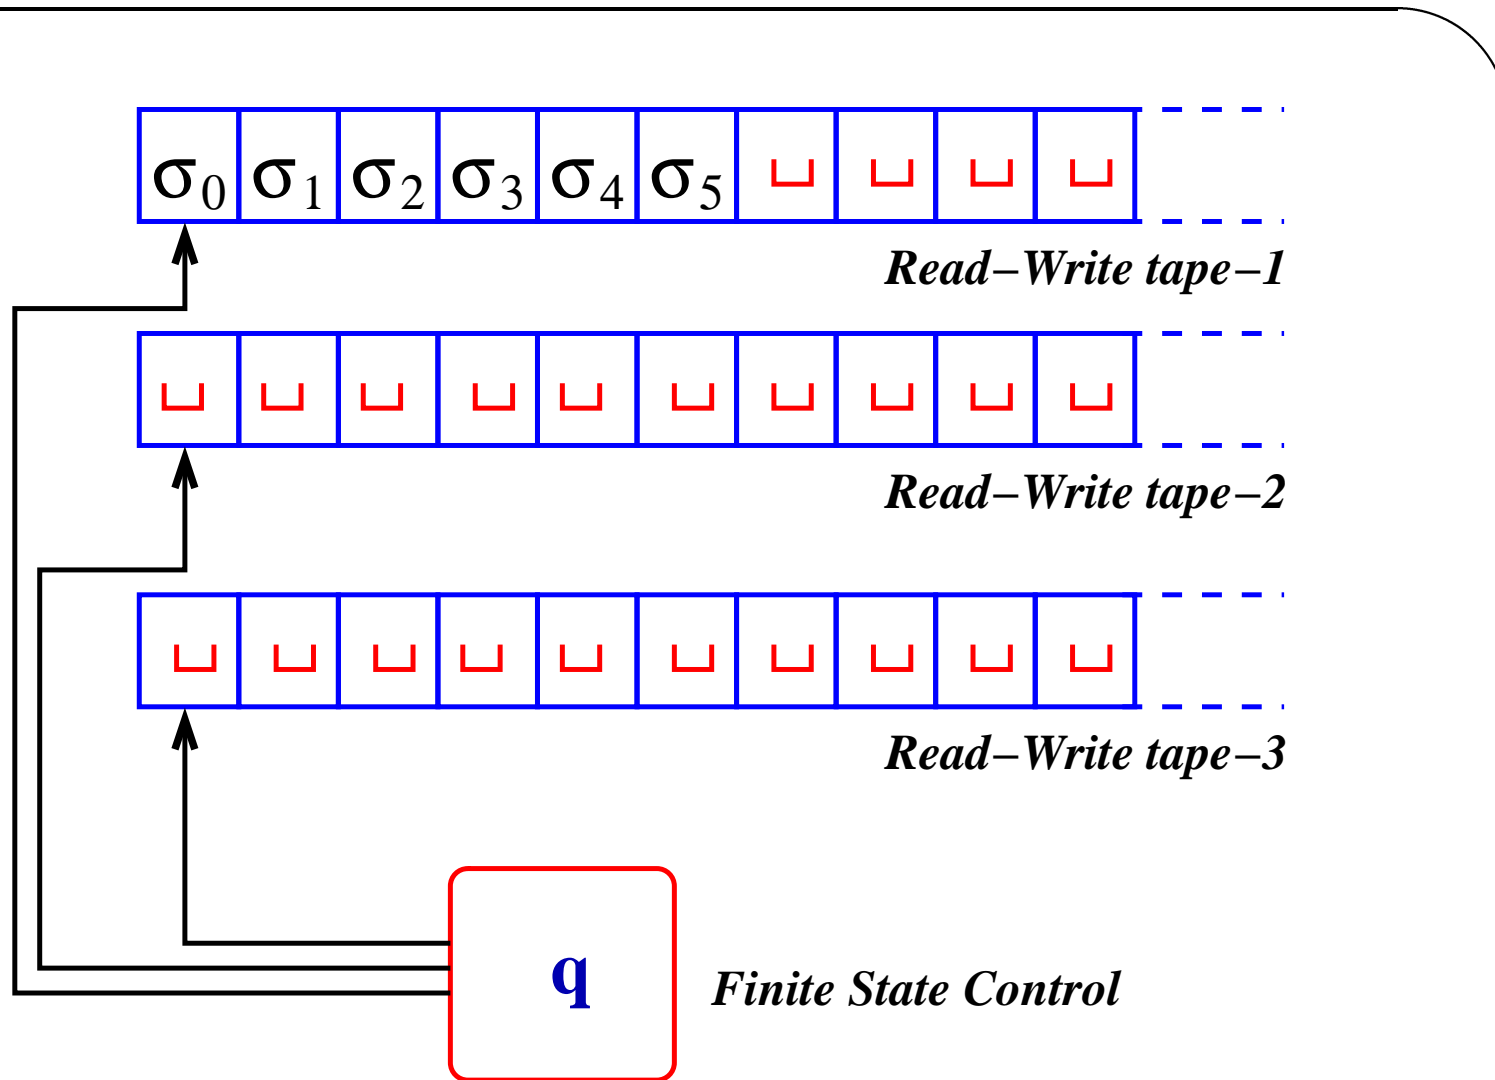 σ0 σ1 σ2 σ3 σ4 σ5 ⊔ ⊔ ⊔ ⊔
Read–Write tape–1
⊔ ⊔ ⊔ ⊔ ⊔ ⊔ ⊔ ⊔ ⊔ ⊔
Read–Write tape–2
⊔ ⊔ ⊔ ⊔ ⊔ ⊔ ⊔ ⊔ ⊔ ⊔
Read–Write tape–3
q
Finite State Control